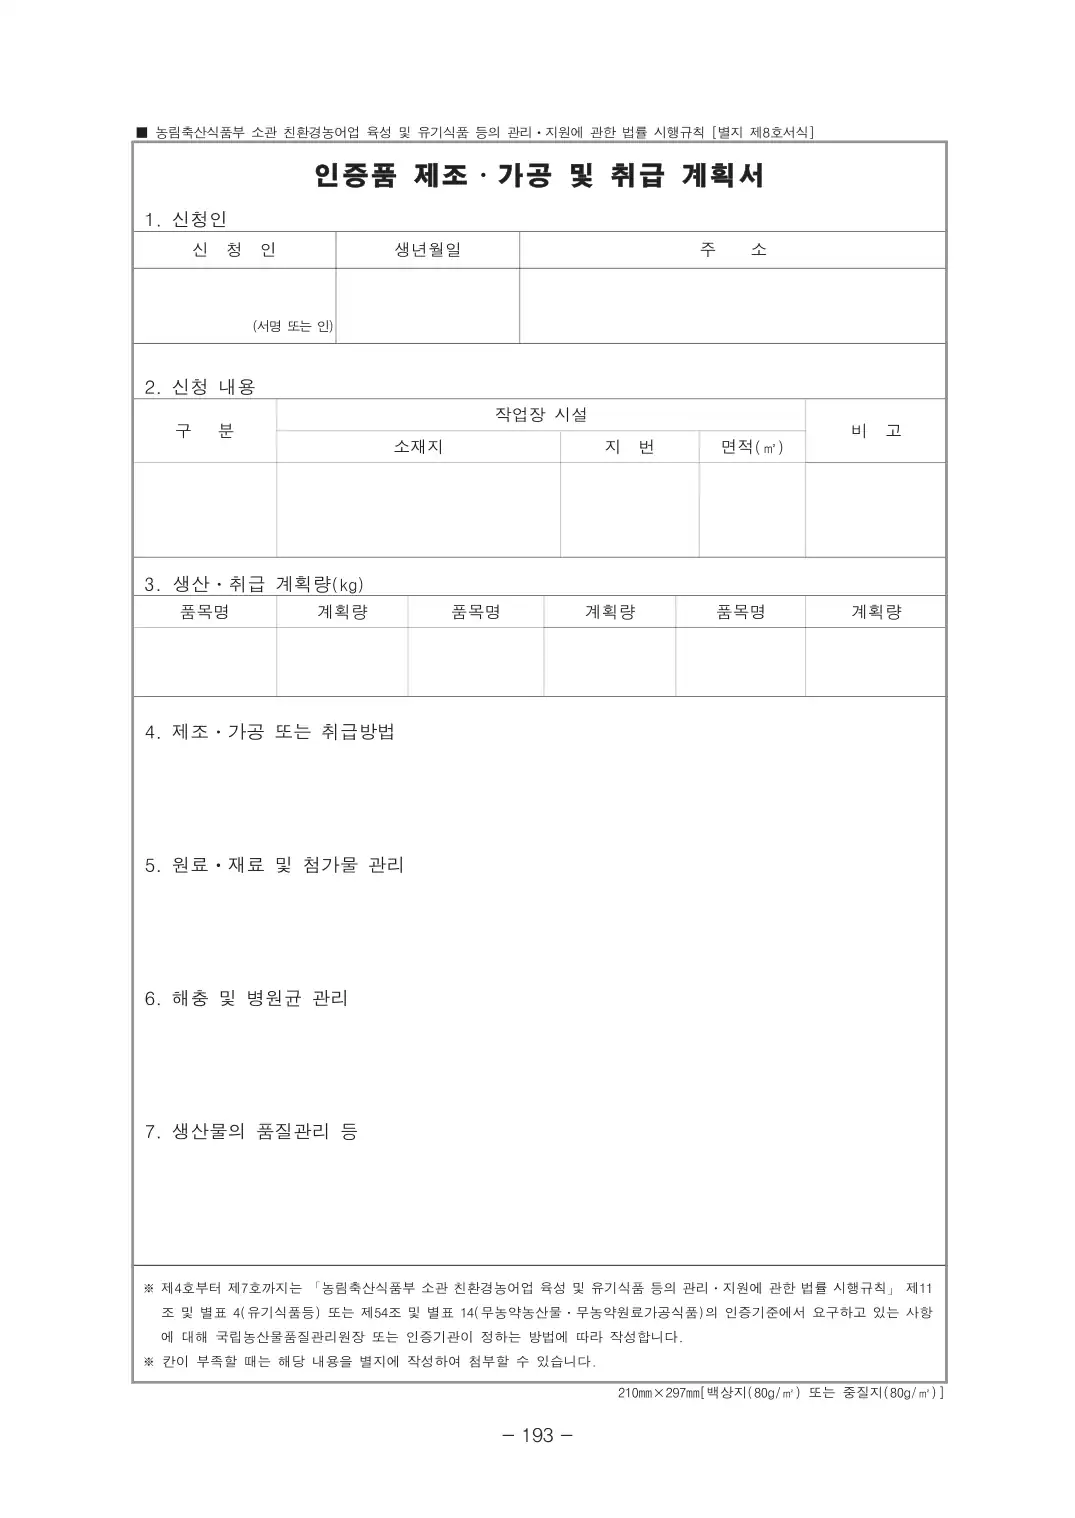 ■ 농림축산식품부 소관 친환경농어업 육성 및 유기식품 등의 관리·지원에 관한 법률 시행규칙 [별지 제8호서식]
인증품 제조·가공 및 취급 계획서
1. 신청인
신 청 인 생년월일 주 소
(서명 또는 인)
2. 신청 내용
구 분 작업장 시설 비 고
소재지 지 번 면적(㎡)
3. 생산·취급 계획량(kg)
품목명 계획량 품목명 계획량 품목명 계획량
4. 제조·가공 또는 취급방법
5. 원료·재료 및 첨가물 관리
6. 해충 및 병원균 관리
7. 생산물의 품질관리 등
※ 제4호부터 제7호까지는 「농림축산식품부 소관 친환경농어업 육성 및 유기식품 등의 관리·지원에 관한 법률 시행규칙」 제11
조 및 별표 4(유기식품등) 또는 제54조 및 별표 14(무농약농산물·무농약원료가공식품)의 인증기준에서 요구하고 있는 사항
에 대해 국립농산물품질관리원장 또는 인증기관이 정하는 방법에 따라 작성합니다.
※ 칸이 부족할 때는 해당 내용을 별지에 작성하여 첨부할 수 있습니다.
210㎜×297㎜[백상지(80g/㎡) 또는 중질지(80g/㎡)]
- 193 -